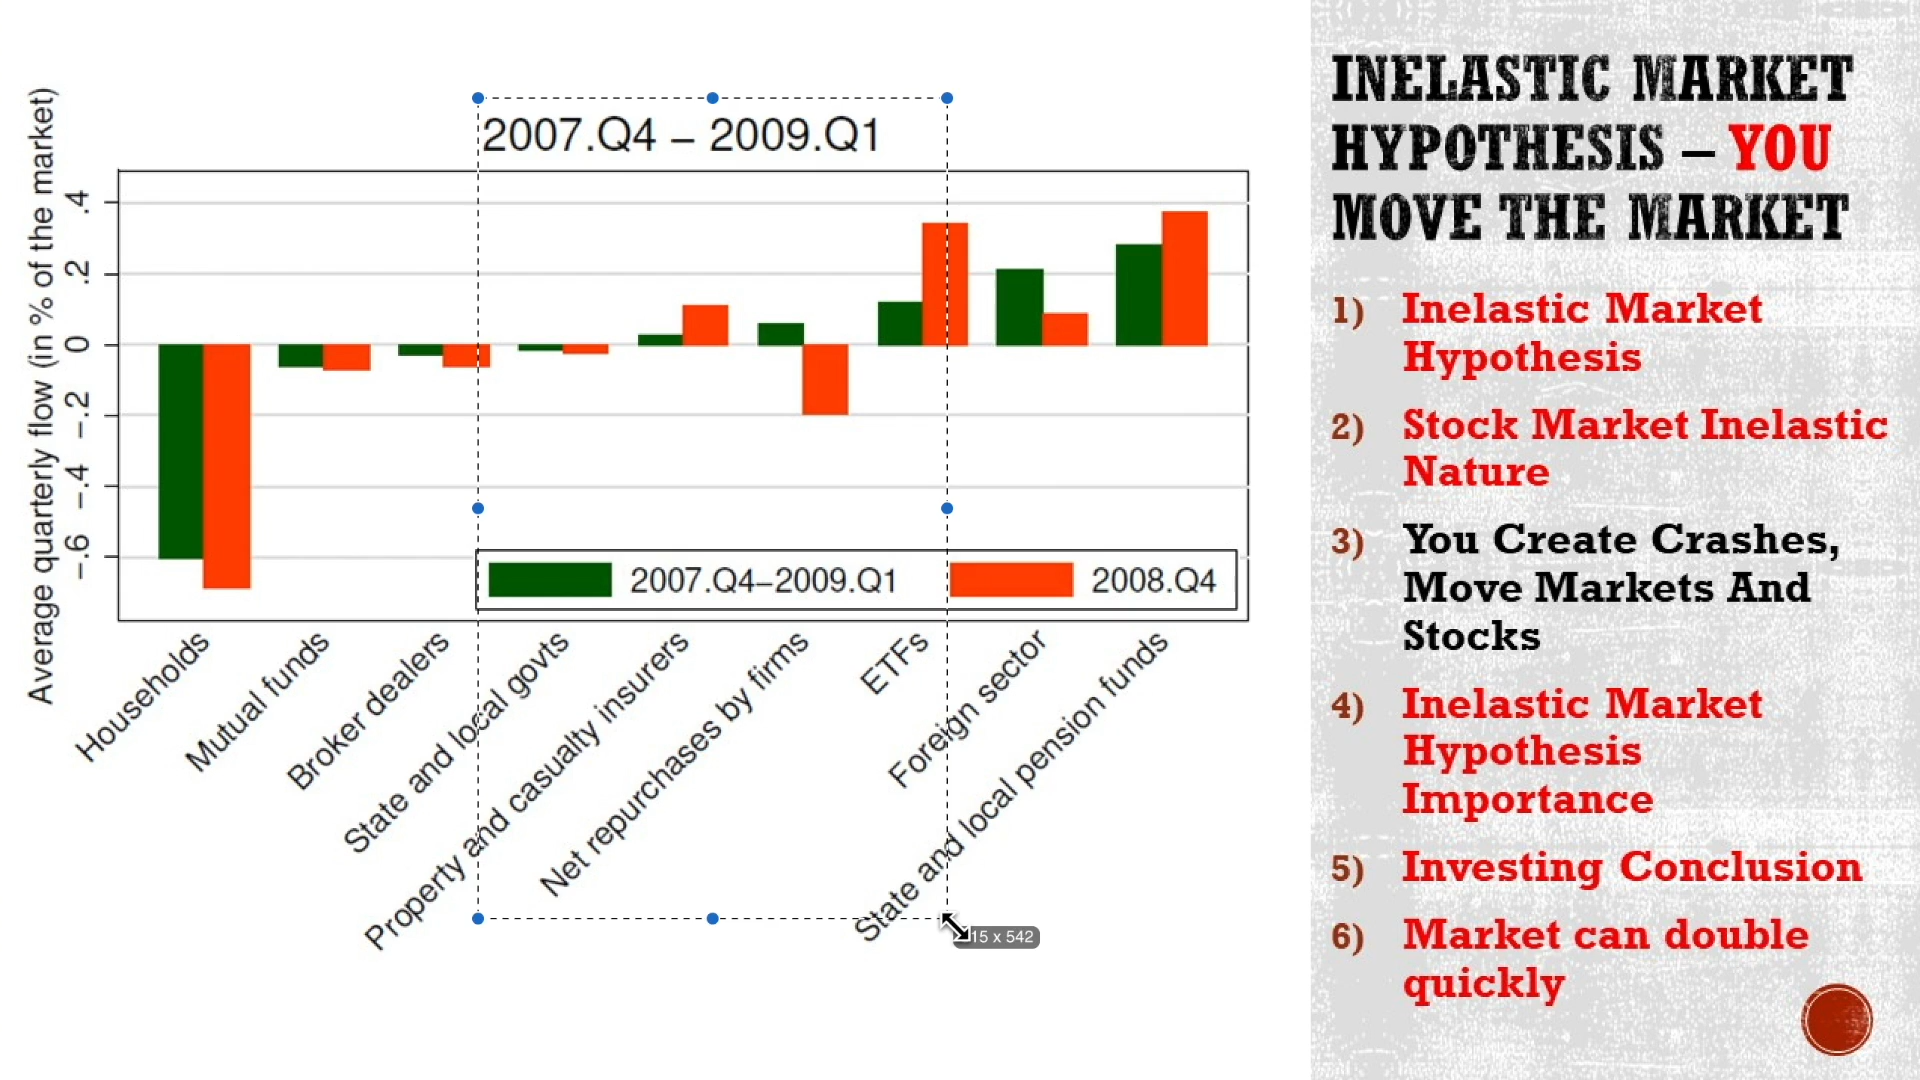 2007.Q4 – 2009.Q1
Average quarterly flow (in % of the market)
.4
.2
0
–.2
–.4
–.6
2007.Q4–2009.Q1
2008.Q4
Households
Mutual funds
Broker dealers
State and local govts
Property and casualty insurers
Net repurchases by firms
ETFs
Foreign sector
State and local pension funds
15 x 542
INELASTIC MARKET
HYPOTHESIS – YOU
MOVE THE MARKET
1) Inelastic Market
Hypothesis
2) Stock Market Inelastic
Nature
3) You Create Crashes,
Move Markets And
Stocks
4) Inelastic Market
Hypothesis
Importance
5) Investing Conclusion
6) Market can double
quickly